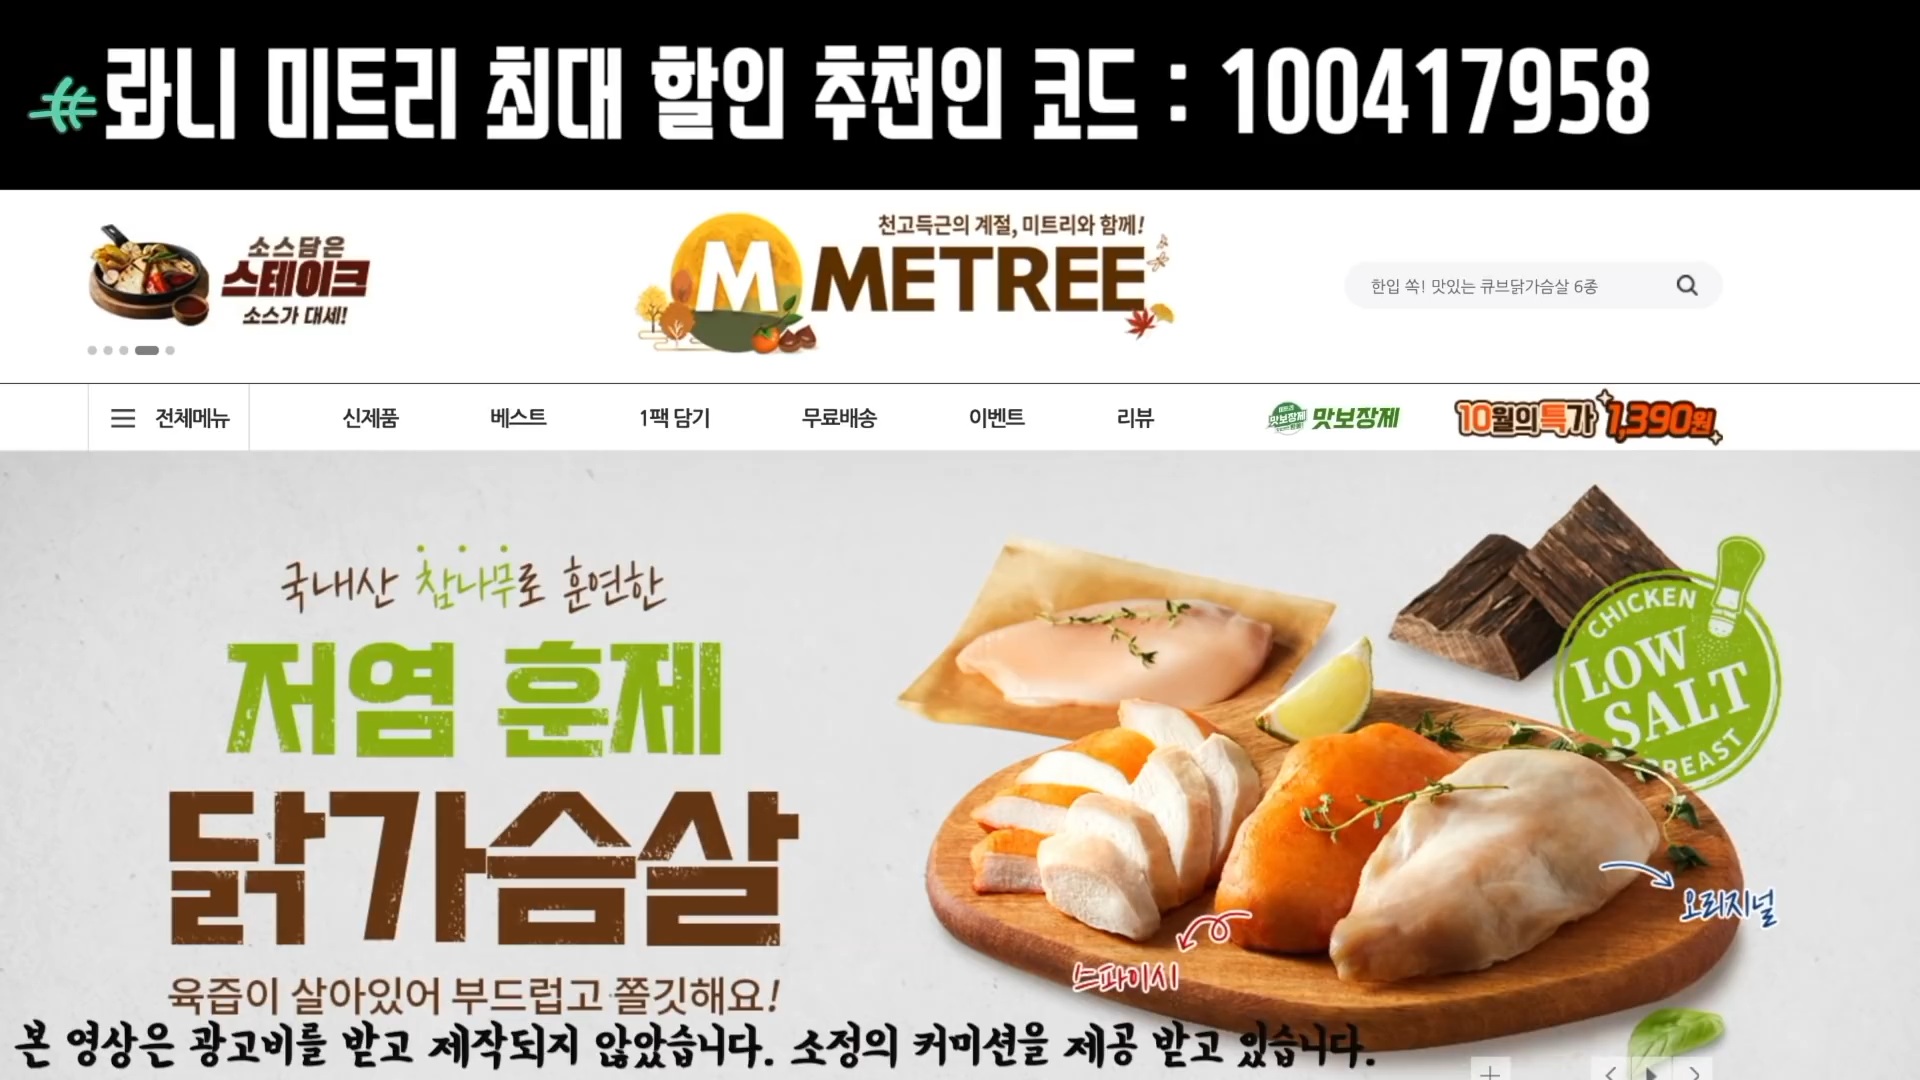 롸니 미트리 최대 할인 추천인 코드 : 100417958
소스담은
스테이크
소스가 대세!
천고득근의 계절, 미트리와 함께!
M METREE
한입 쏙! 맛있는 큐브닭가슴살 6종
전체메뉴
신제품
베스트
1팩 담기
무료배송
이벤트
리뷰
맛보장제
10월의특가 1,390원
국내산 참나무로 훈연한
저염 훈제
닭가슴살
육즙이 살아있어 부드럽고 쫄깃해요!
CHICKEN
LOW
SALT
BREAST
오리지널
스파이시
본 영상은 광고비를 받고 제작되지 않았습니다. 소정의 커미션을 제공 받고 있습니다.